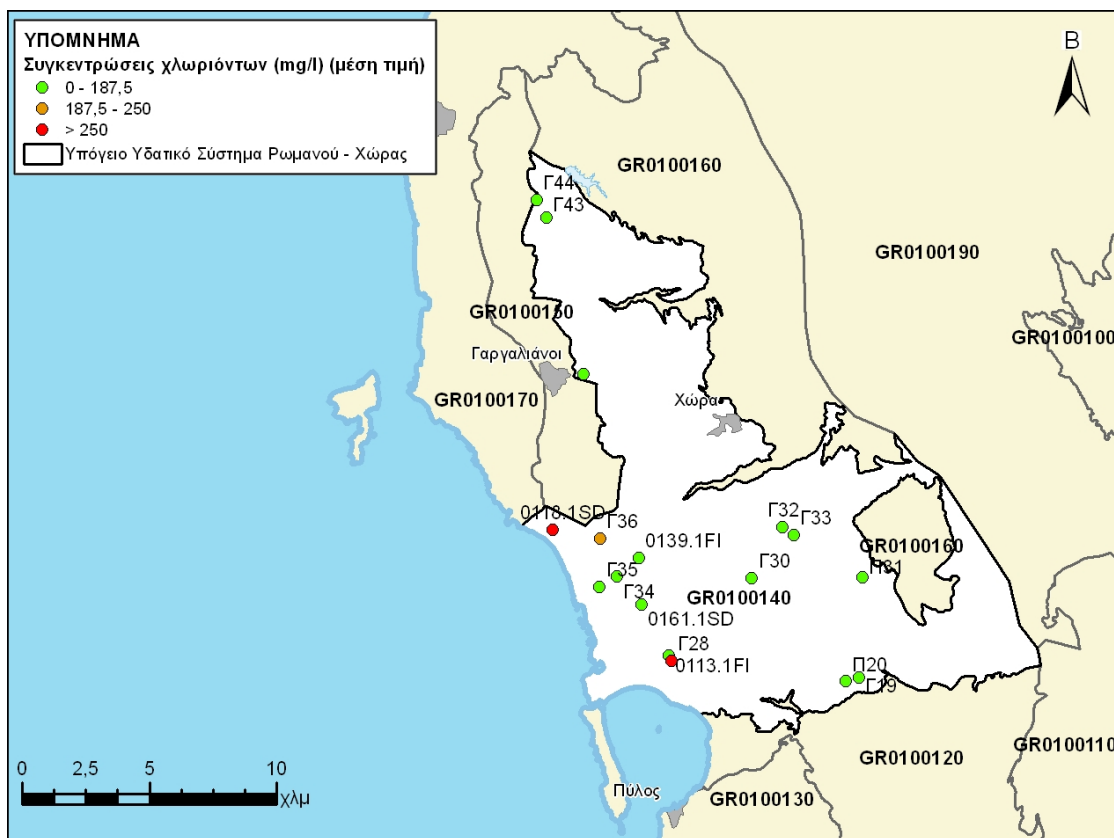 ΥΠΟΜΝΗΜΑ
Συγκεντρώσεις χλωριόντων (mg/l) (μέση τιμή)
0 - 187,5
187,5 - 250
> 250
Υπόγειο Υδατικό Σύστημα Ρωμανού - Χώρας
Β
GR0100160
Γ44
Γ43
GR0100190
GR0100150
GR0100100
Γαργαλιάνοι
GR0100170
Χώρα
0118.1SD
Γ36
Γ32
Γ33
0139.1FI
GR0100160
Γ35
Γ30
Π31
Γ34
GR0100140
0161.1SD
Γ28
0113.1FI
Π20
Γ19
GR0100120
GR0100110
0 2,5 5 10
χλμ
Πύλος
GR0100130